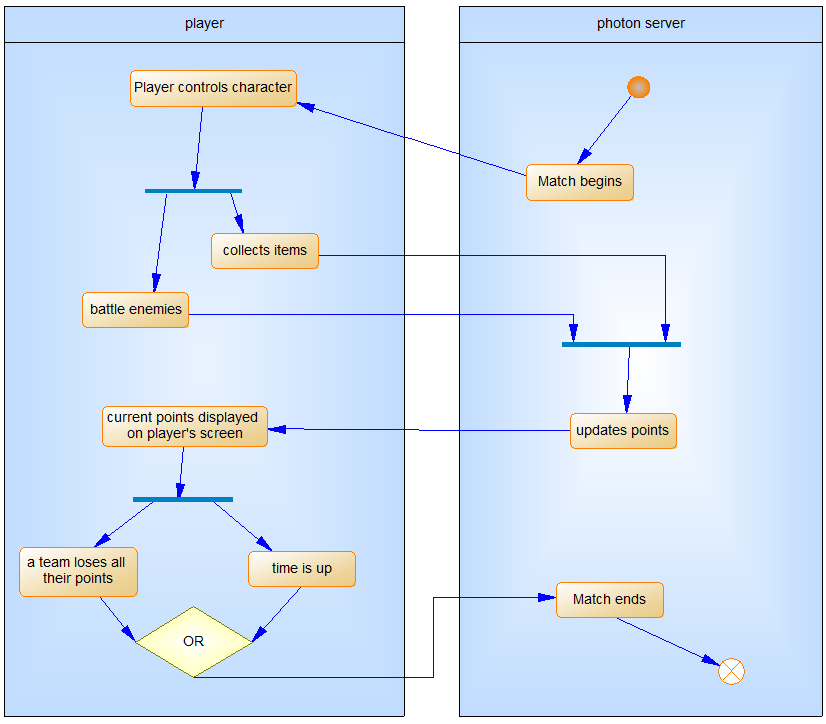 player
photon server
Player controls character
Match begins
collects items
battle enemies
current points displayed
on player's screen
updates points
a team loses all
their points
time is up
OR
Match ends